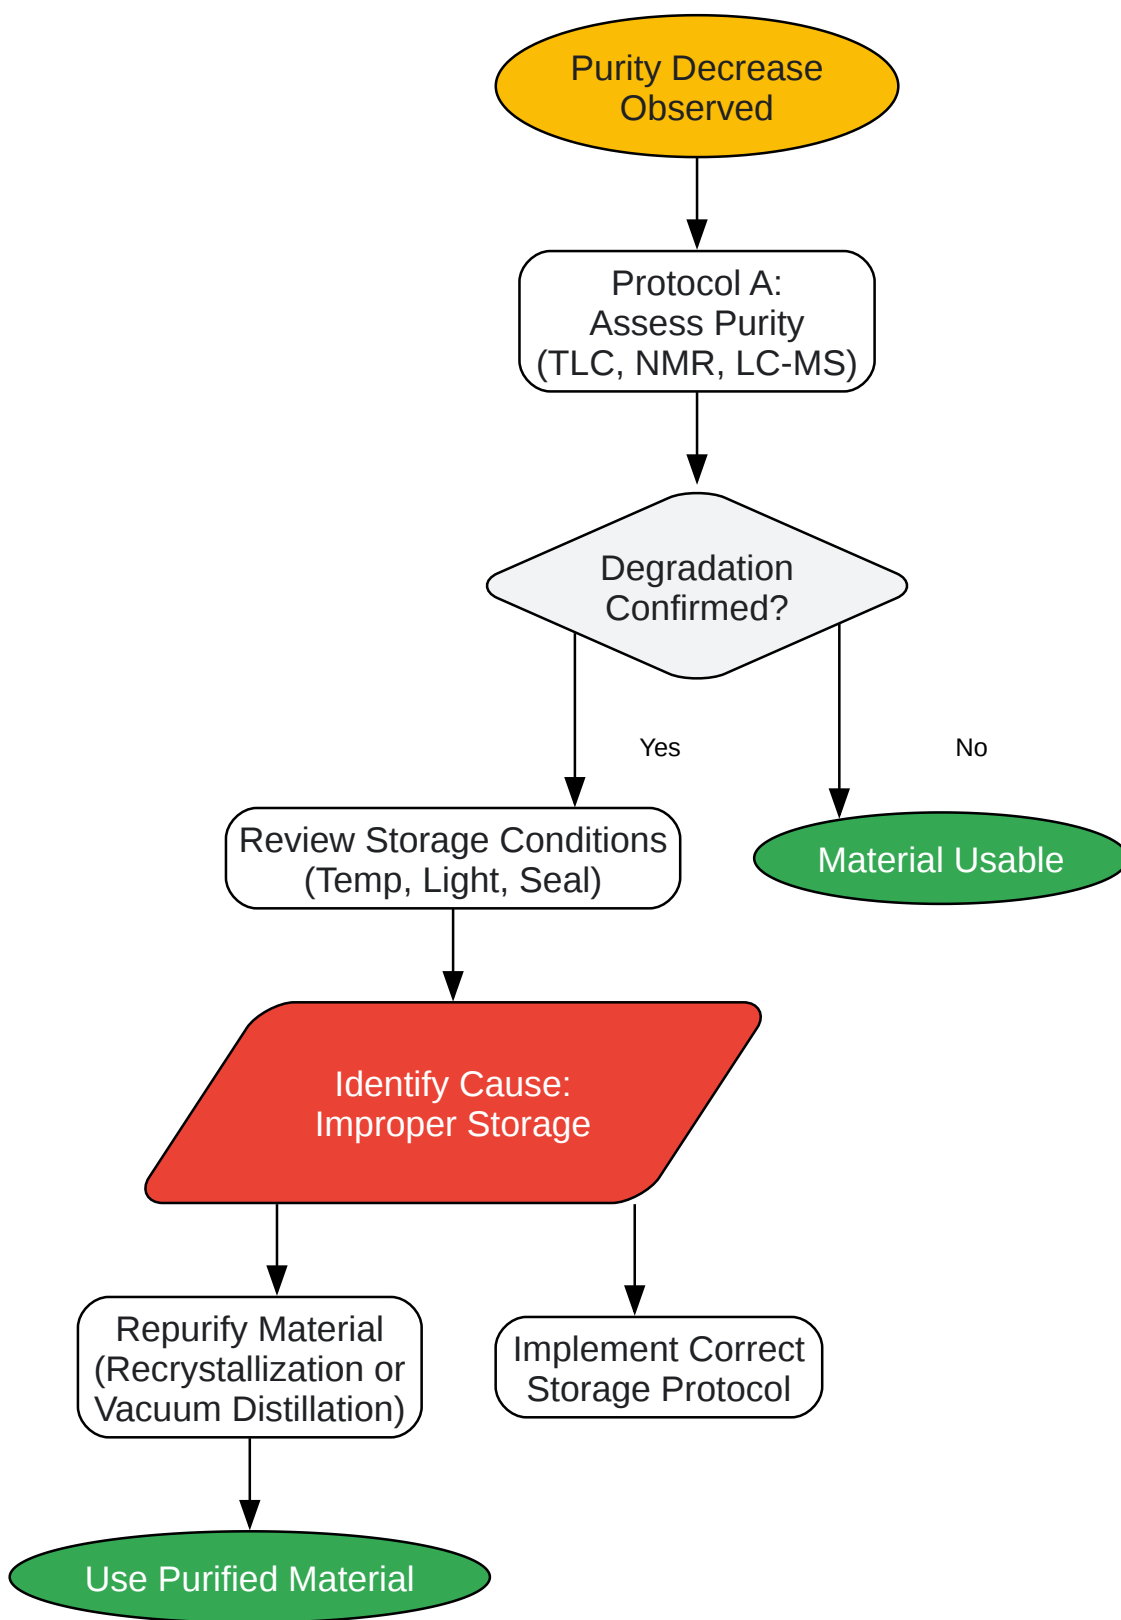 Purity Decrease
Observed
Protocol A:
Assess Purity
(TLC, NMR, LC-MS)
Degradation
Confirmed?
Yes
No
Review Storage Conditions
(Temp, Light, Seal)
Material Usable
Identify Cause:
Improper Storage
Repurify Material
(Recrystallization or
Vacuum Distillation)
Implement Correct
Storage Protocol
Use Purified Material